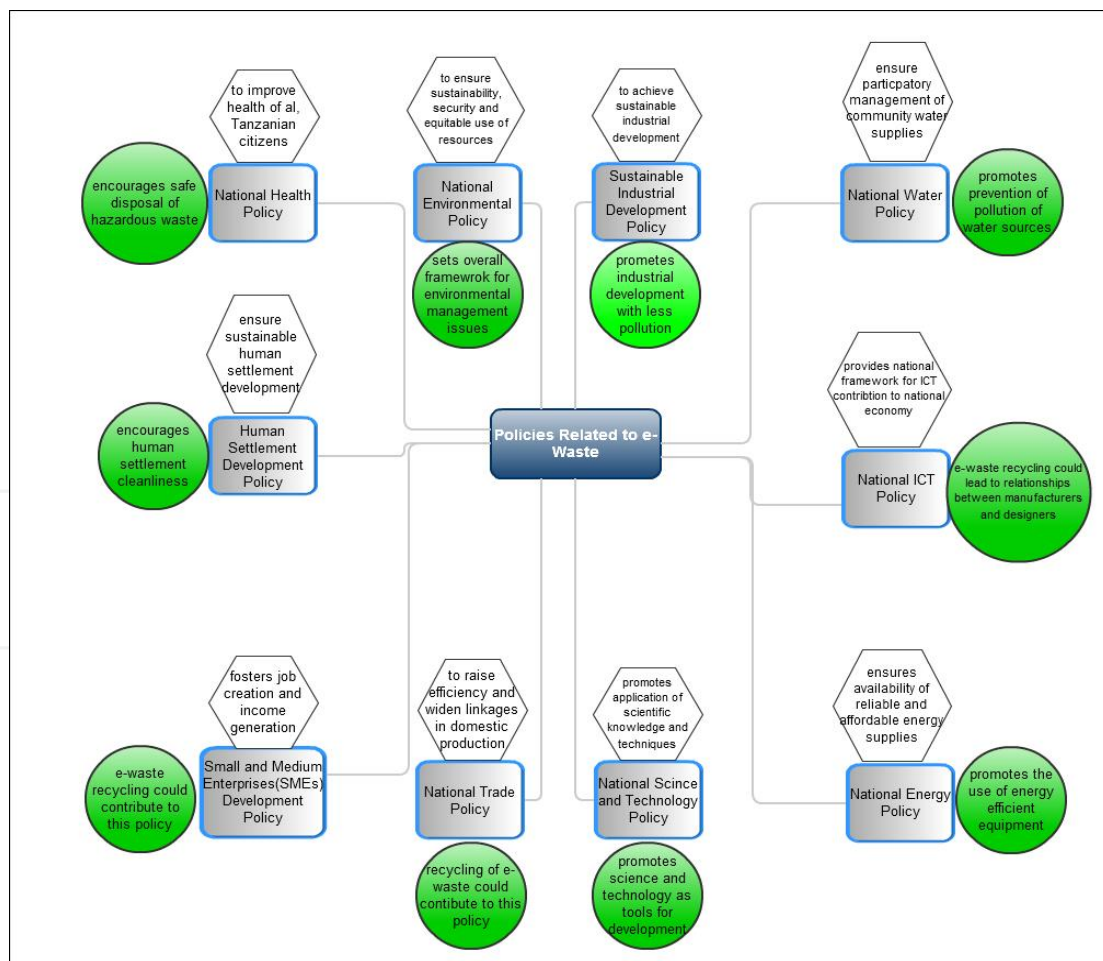 to improve
health of al,
Tanzanian
citizens
encourages safe
disposal of
hazardous waste
National Health
Policy
to ensure
sustainability,
security and
equitable use of
resources
National
Environmental
Policy
sets overall
framewrok for
environmental
management
issues
to achieve
sustainable
industrial
development
Sustainable
Industrial
Development
Policy
prometes
industrial
development
with less
pollution
ensure
particpatory
management of
community water
supplies
National Water
Policy
promotes
prevention of
pollution of
water sources
ensure
sustainable
human
settlement
development
encourages
human
settlement
cleanliness
Human
Settlement
Development
Policy
Policies Related to e-
Waste
provides national
framework for ICT
contribtion to national
economy
National ICT
Policy
e-waste recycling could
lead to relationships
between manufacturers
and designers
fosters job
creation and
income
generation
e-waste
recycling could
contribute to
this policy
Small and Medium
Enterprises(SMEs)
Development
Policy
to raise
efficiency and
widen linkages
in domestic
production
National Trade
Policy
recycling of e-
waste could
contibute to this
policy
promotes
application of
scientific
knowledge and
techniques
National Scince
and Technology
Policy
promotes
science and
technology as
tools for
development
ensures
availability of
reliable and
affordable energy
supplies
National Energy
Policy
promotes the
use of energy
efficient
equipment